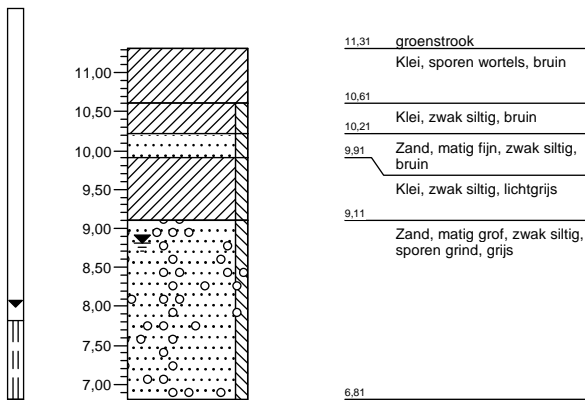 11,31 groenstrook
Klei, sporen wortels, bruin
11,00
10,61
10,50
Klei, zwak siltig, bruin
10,21
10,00
Zand, matig fijn, zwak siltig,
bruin
9,91
9,50
Klei, zwak siltig, lichtgrijs
9,11
9,00
Zand, matig grof, zwak siltig,
sporen grind, grijs
8,50
8,00
7,50
7,00
6,81